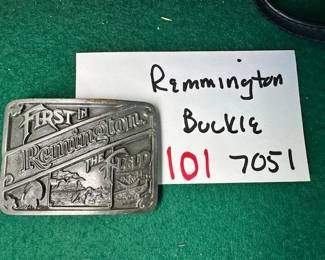 FIRST IN
Remington
THE FIELD
Remmington
Buckle
101 7051